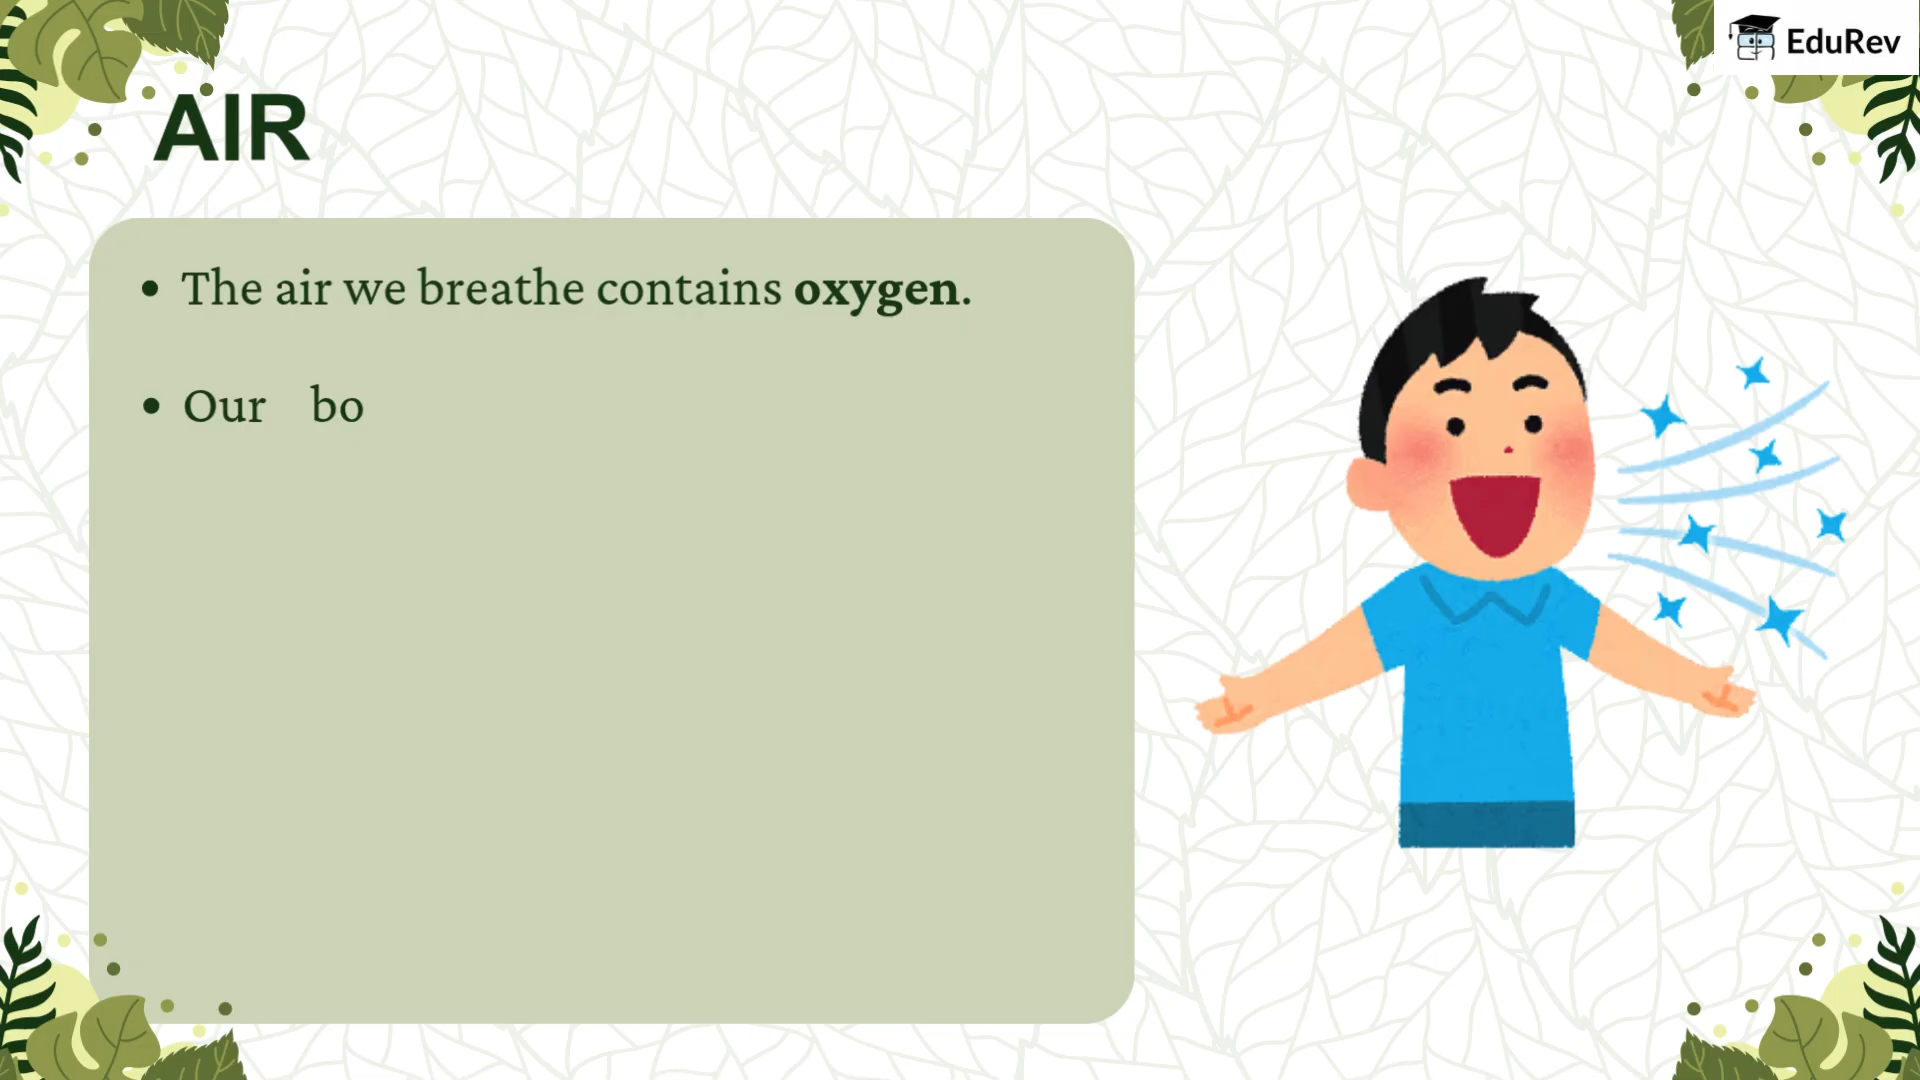 EduRev
AIR
• The air we breathe contains oxygen.
• Our bo